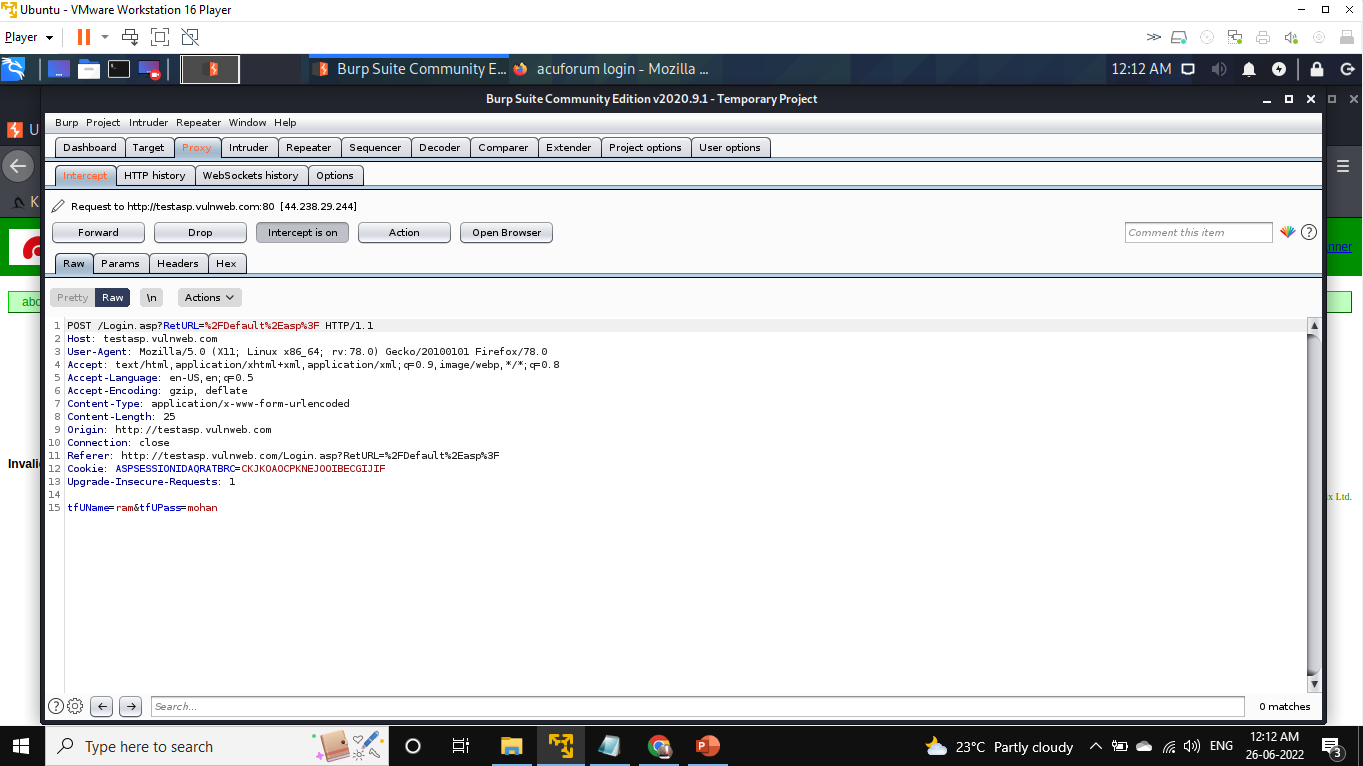 Ubuntu - VMware Workstation 16 Player
Player
Burp Suite Community E... acuforum login - Mozilla ... 12:12 AM
Burp Suite Community Edition v2020.9.1 - Temporary Project
U
Burp Project Intruder Repeater Window Help
Dashboard Target Proxy Intruder Repeater Sequencer Decoder Comparer Extender Project options User options
Intercept HTTP history WebSockets history Options
K
Request to http://testasp.vulnweb.com:80 [44.238.29.244]
Forward Drop Intercept is on Action Open Browser Comment this item
nner
Raw Params Headers Hex
Pretty Raw \n Actions
abo
1 POST /Login.asp?RetURL=%2FDefault%2Easp%3F HTTP/1.1
2 Host: testasp.vulnweb.com
3 User-Agent: Mozilla/5.0 (X11; Linux x86_64; rv:78.0) Gecko/20100101 Firefox/78.0
4 Accept: text/html,application/xhtml+xml,application/xml;q=0.9,image/webp,*/*;q=0.8
5 Accept-Language: en-US,en;q=0.5
6 Accept-Encoding: gzip, deflate
7 Content-Type: application/x-www-form-urlencoded
8 Content-Length: 25
9 Origin: http://testasp.vulnweb.com
10 Connection: close
11 Referer: http://testasp.vulnweb.com/Login.asp?RetURL=%2FDefault%2Easp%3F
12 Cookie: ASPSESSIONIDAQRATBRC=CKJKOAOCPKNEJOOIBECGIJIF
13 Upgrade-Insecure-Requests: 1
14
15 tfUName=ram&tfUPass=mohan
Invali
x Ltd.
Search... 0 matches
Type here to search
23°C Partly cloudy ENG 12:12 AM
26-06-2022
3